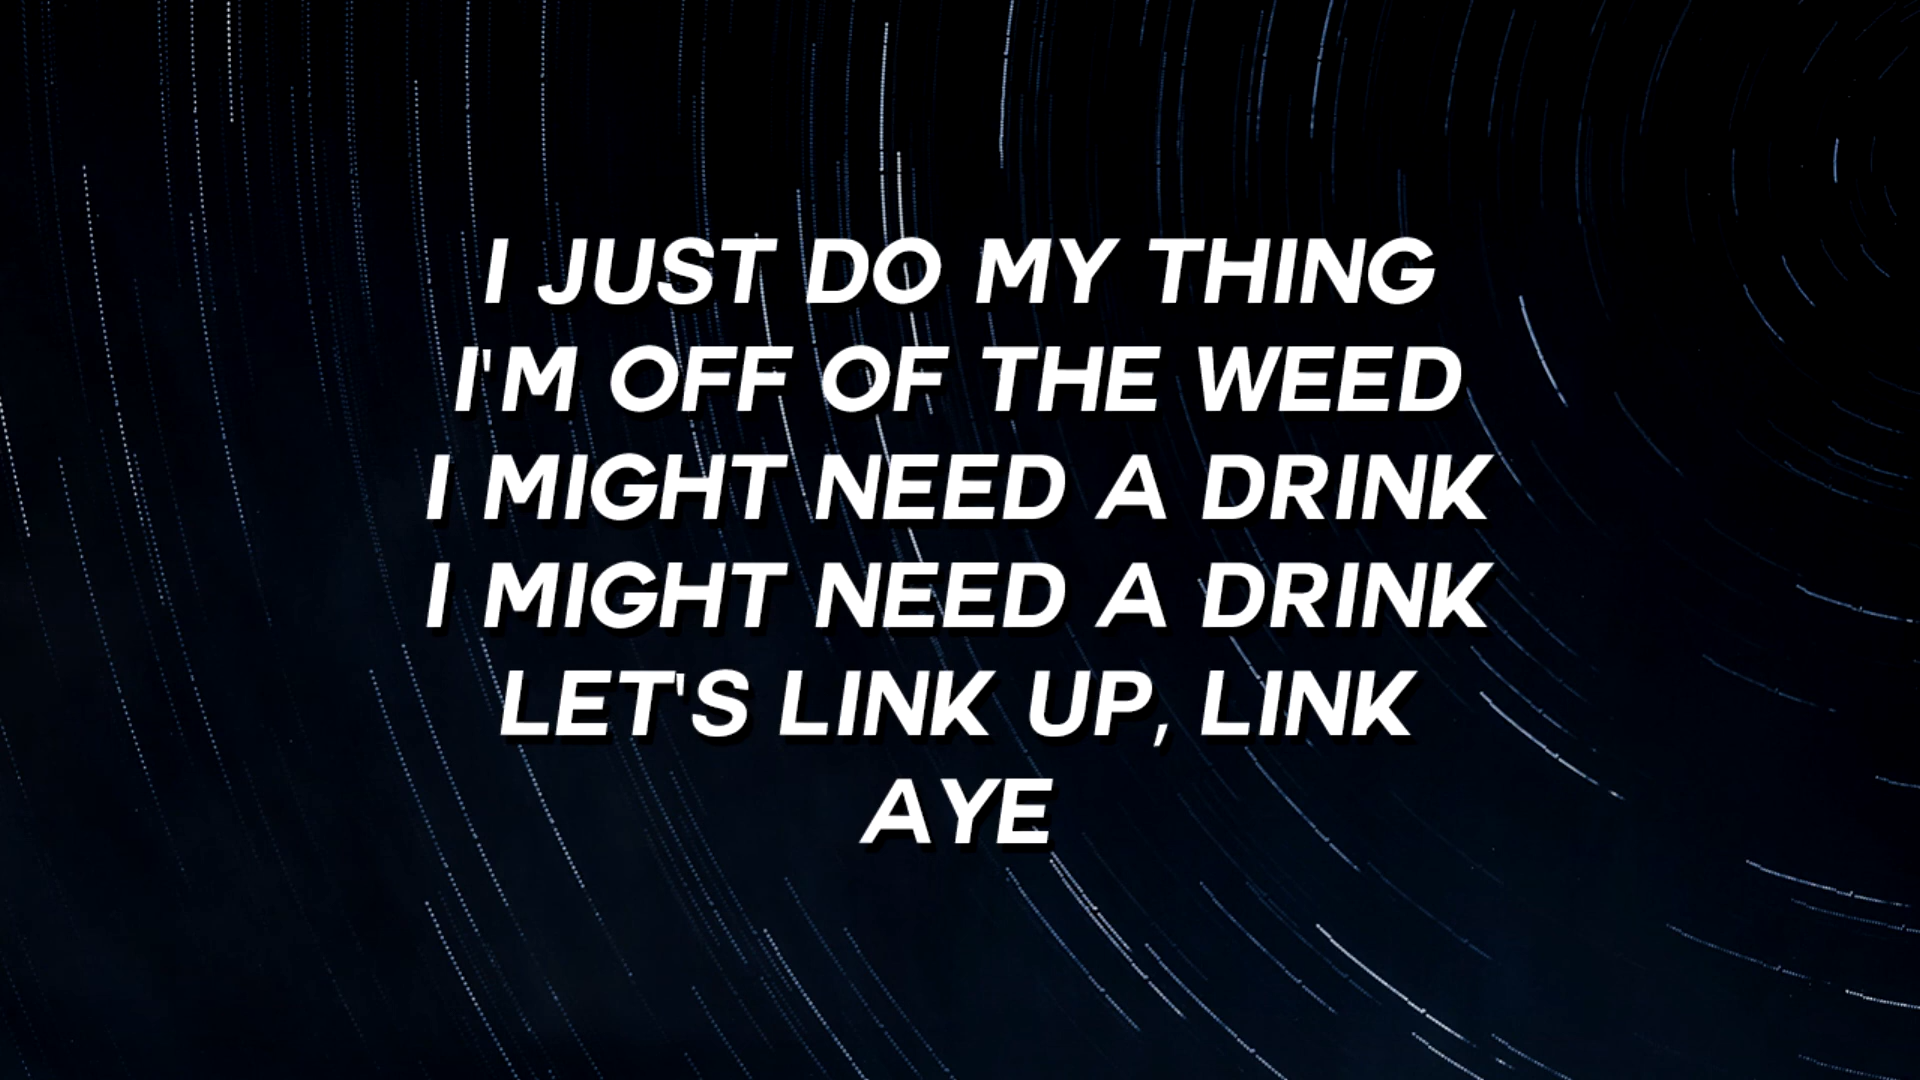 I JUST DO MY THING
I'M OFF OF THE WEED
I MIGHT NEED A DRINK
I MIGHT NEED A DRINK
LET'S LINK UP, LINK
AYE